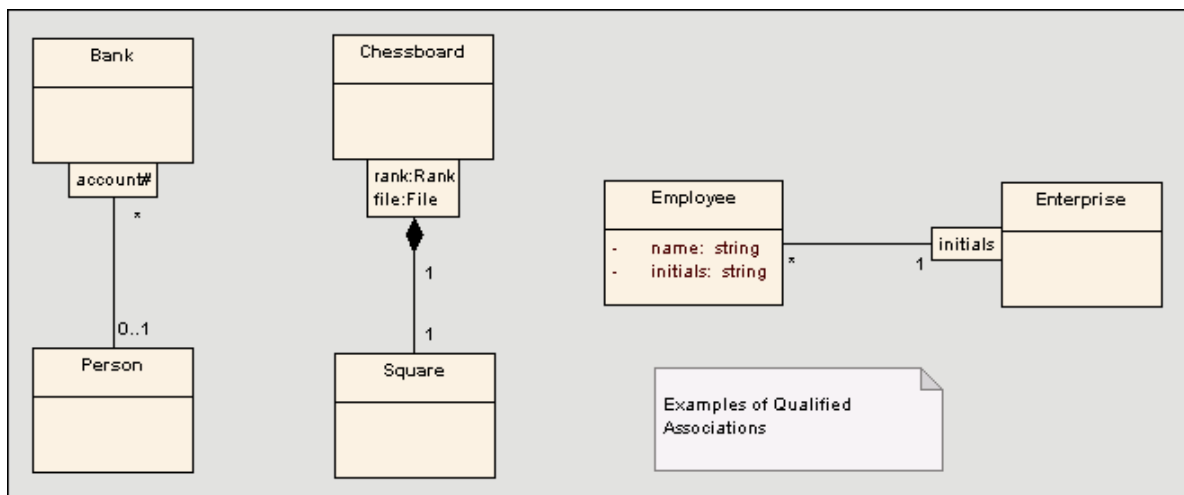 Bank
account#
*
0..1
Person
Chessboard
rank:Rank
file:File
1
1
Square
Employee
- name: string
- initials: string
*
1
initials
Enterprise
Examples of Qualified
Associations